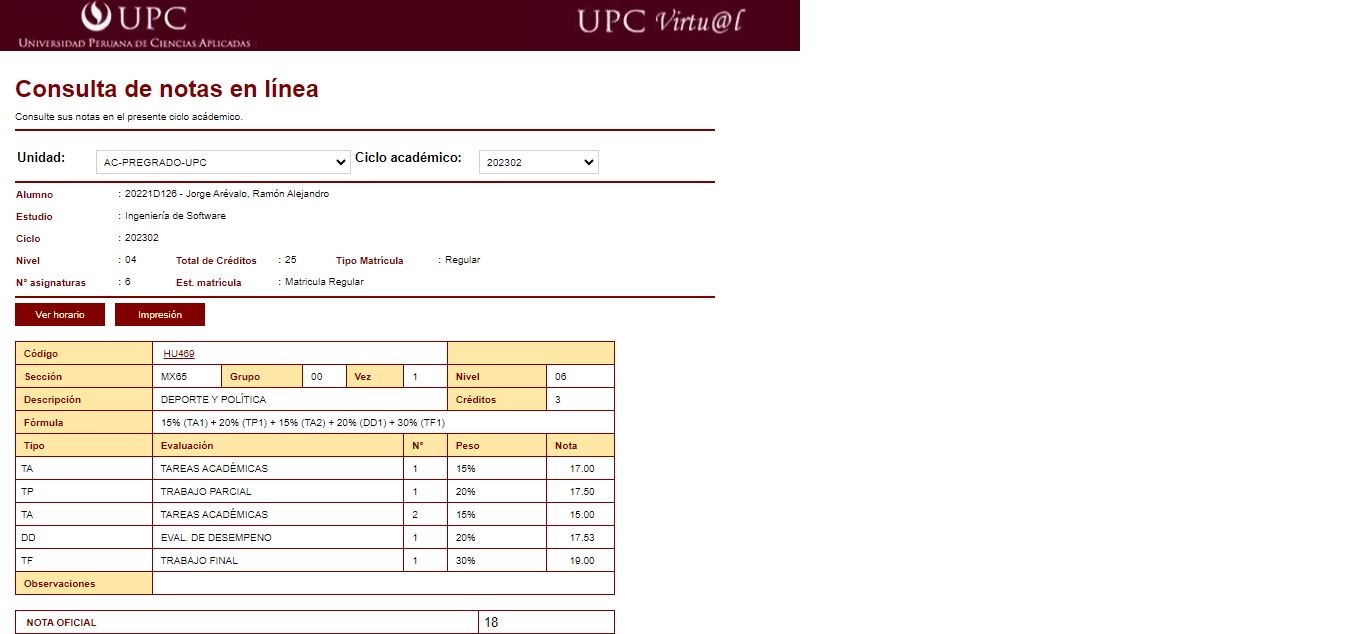 UPC
UNIVERSIDAD PERUANA DE CIENCIAS APLICADAS
UPC Virtu@l
Consulta de notas en línea
Consulte sus notas en el presente ciclo acádemico.
Unidad: AC-PREGRADO-UPC Ciclo académico: 202302
Alumno : 20221D126 - Jorge Arévalo, Ramón Alejandro
Estudio : Ingeniería de Software
Ciclo : 202302
Nivel : 04 Total de Créditos : 25 Tipo Matrícula : Regular
N° asignaturas : 6 Est. matrícula : Matricula Regular
Ver horario Impresión
Código HU469
Sección MX65 Grupo 00 Vez 1 Nivel 06
Descripción DEPORTE Y POLÍTICA Créditos 3
Fórmula 15% (TA1) + 20% (TP1) + 15% (TA2) + 20% (DD1) + 30% (TF1)
Tipo Evaluación N° Peso Nota
TA TAREAS ACADÉMICAS 1 15% 17.00
TP TRABAJO PARCIAL 1 20% 17.50
TA TAREAS ACADÉMICAS 2 15% 15.00
DD EVAL. DE DESEMPENO 1 20% 17.53
TF TRABAJO FINAL 1 30% 19.00
Observaciones
NOTA OFICIAL 18